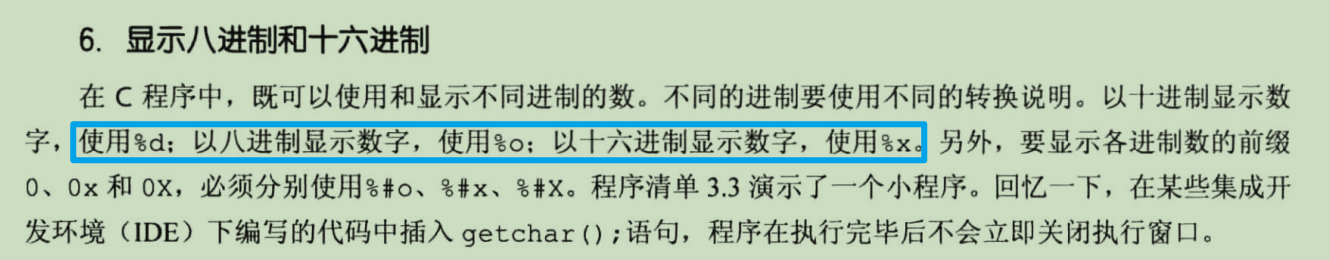 6. 显示八进制和十六进制
在 C 程序中，既可以使用和显示不同进制的数。不同的进制要使用不同的转换说明。以十进制显示数
字，使用%d；以八进制显示数字，使用%o；以十六进制显示数字，使用%x。另外，要显示各进制数的前缀
0、0x 和 0X，必须分别使用%#o、%#x、%#X。程序清单 3.3 演示了一个小程序。回忆一下，在某些集成开
发环境（IDE）下编写的代码中插入 getchar();语句，程序在执行完毕后不会立即关闭执行窗口。